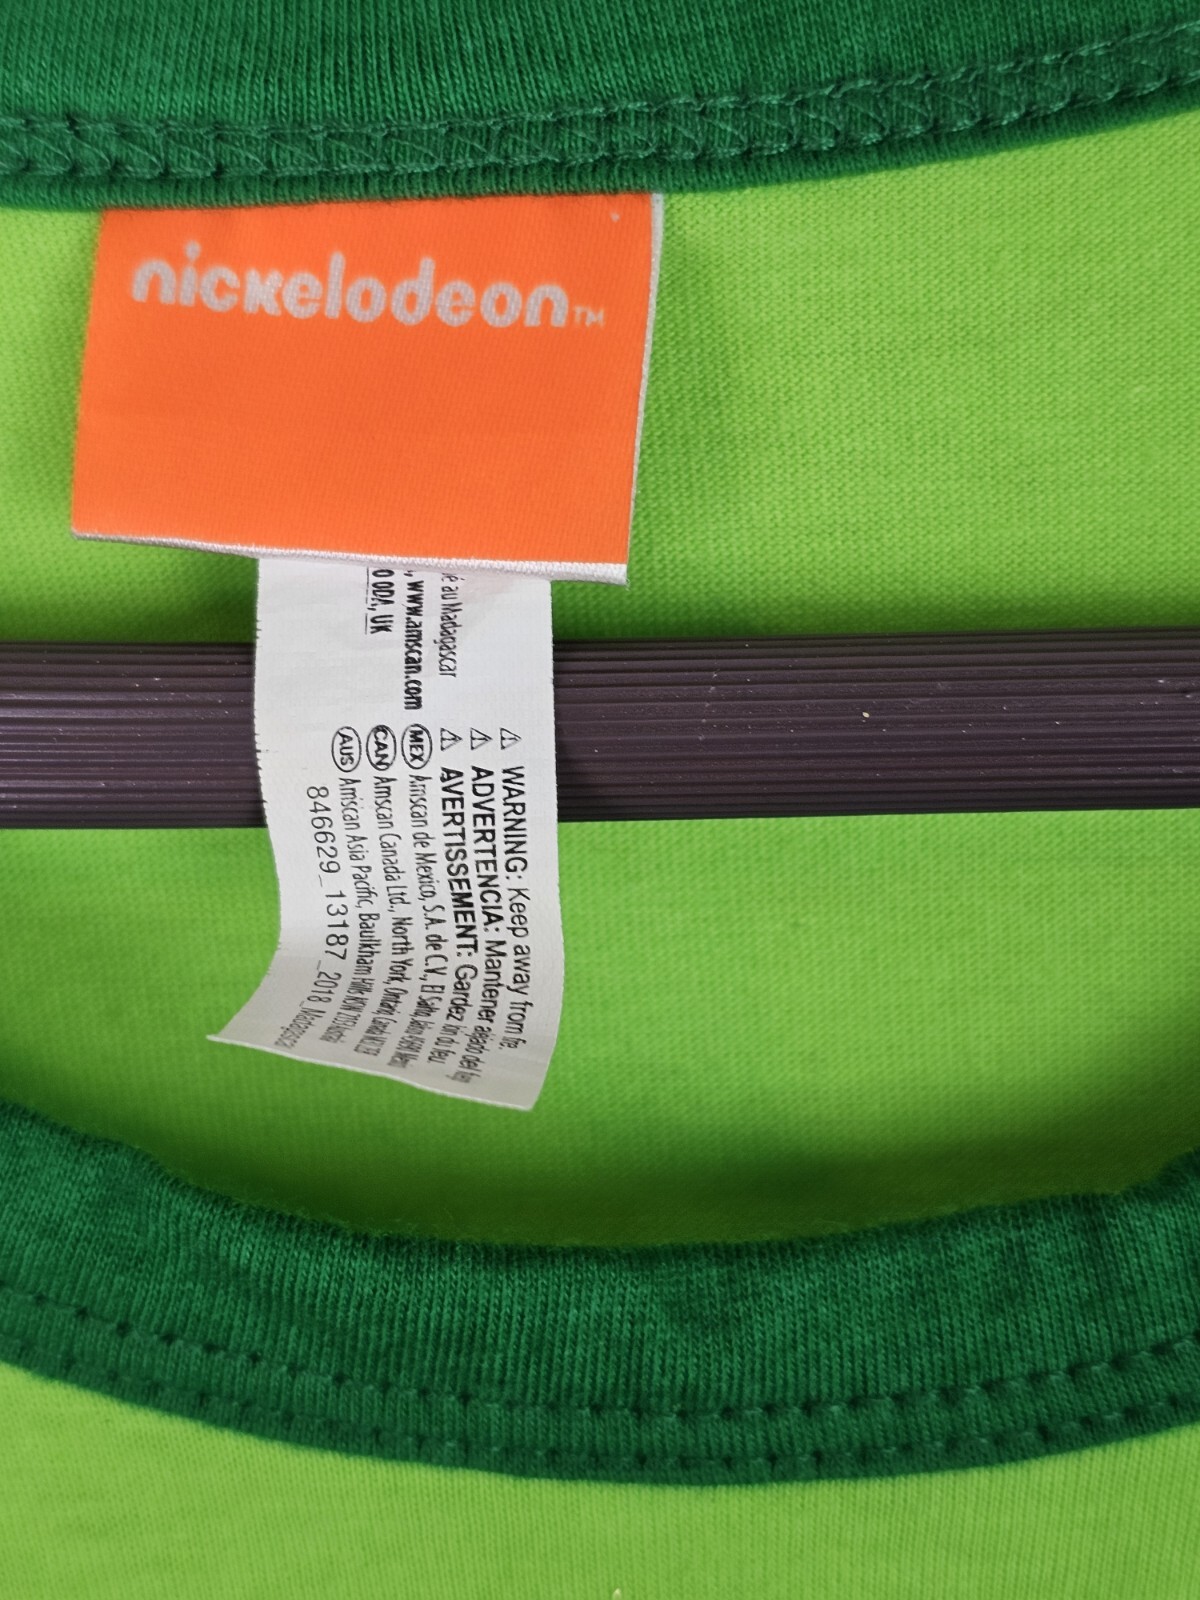 nickelodeon™
é au Madagascar
, www.amscan.com
0 0DA, UK
⚠ WARNING: Keep away from fire.
⚠ ADVERTENCIA: Mantener alejado del
⚠ AVERTISSEMENT: Gardez loin du feu
MEX Amscan de Mexico, S.A. de C.V., El Salto,
CAN Amscan Canada Ltd., North York, Ontario,
AUS Amscan Asia Pacific, Baulkham Hills NSW
846629_13187_2018_